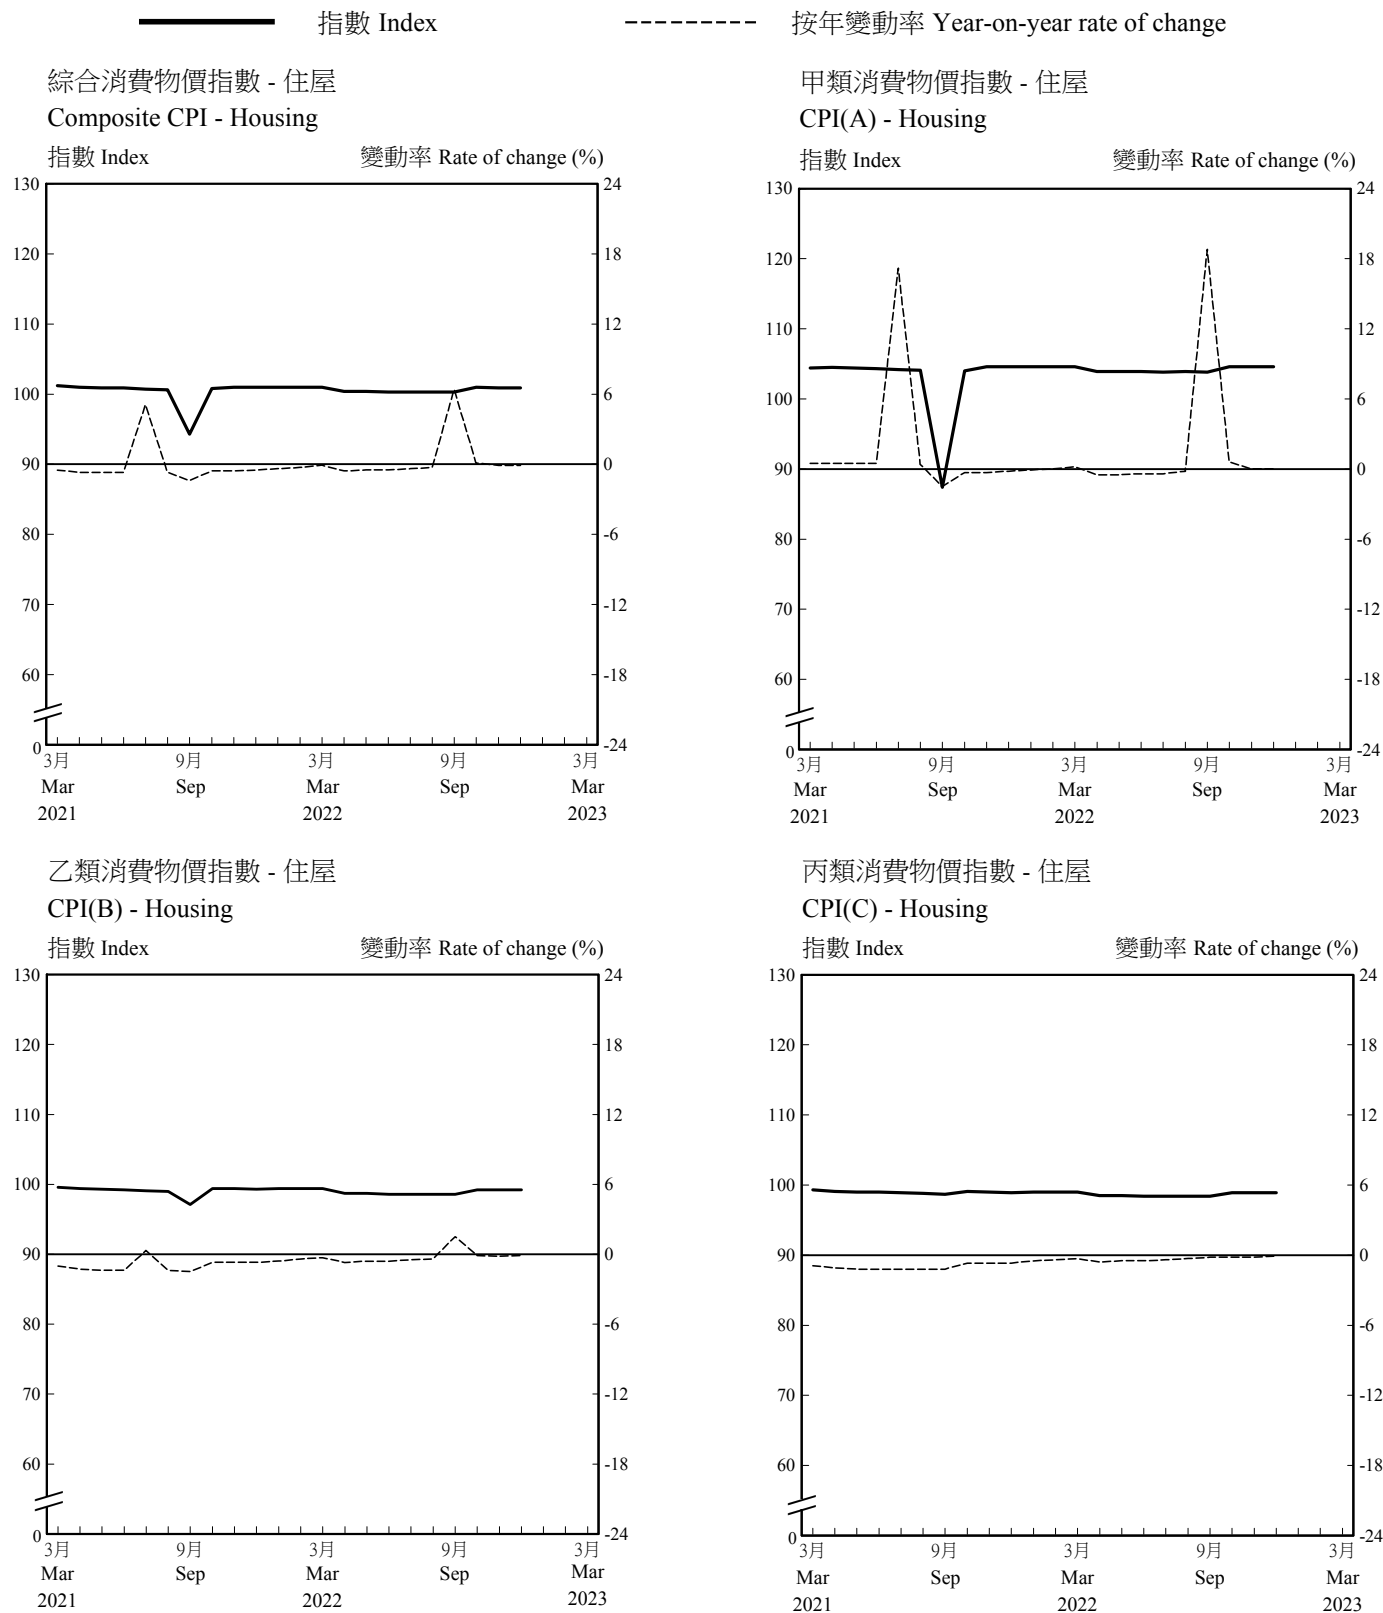 指數 Index
按年變動率 Year-on-year rate of change
綜合消費物價指數 - 住屋
Composite CPI - Housing
指數 Index 變動率 Rate of change (%)
130 24
120 18
110 12
100 6
90 0
80 -6
70 -12
60 -18
0 -24
3月 9月 3月 9月 3月
Mar Sep Mar Sep Mar
2021 2022 2023
甲類消費物價指數 - 住屋
CPI(A) - Housing
指數 Index 變動率 Rate of change (%)
130 24
120 18
110 12
100 6
90 0
80 -6
70 -12
60 -18
0 -24
3月 9月 3月 9月 3月
Mar Sep Mar Sep Mar
2021 2022 2023
乙類消費物價指數 - 住屋
CPI(B) - Housing
指數 Index 變動率 Rate of change (%)
130 24
120 18
110 12
100 6
90 0
80 -6
70 -12
60 -18
0 -24
3月 9月 3月 9月 3月
Mar Sep Mar Sep Mar
2021 2022 2023
丙類消費物價指數 - 住屋
CPI(C) - Housing
指數 Index 變動率 Rate of change (%)
130 24
120 18
110 12
100 6
90 0
80 -6
70 -12
60 -18
0 -24
3月 9月 3月 9月 3月
Mar Sep Mar Sep Mar
2021 2022 2023